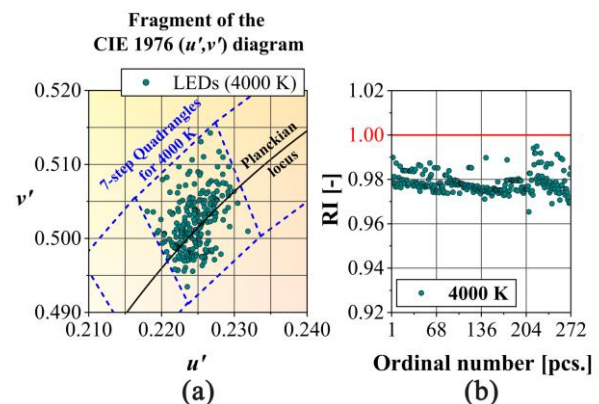 Fragment of the
CIE 1976 (u',v') diagram
LEDs (4000 K)
7-step Quadrangles
for 4000 K
Planckian
locus
v'
0.520
0.510
0.500
0.490
0.210 0.220 0.230 0.240
u'
(a)
RI [-]
1.02
1.00
0.98
0.96
0.94
0.92
4000 K
1 68 136 204 272
Ordinal number [pcs.]
(b)